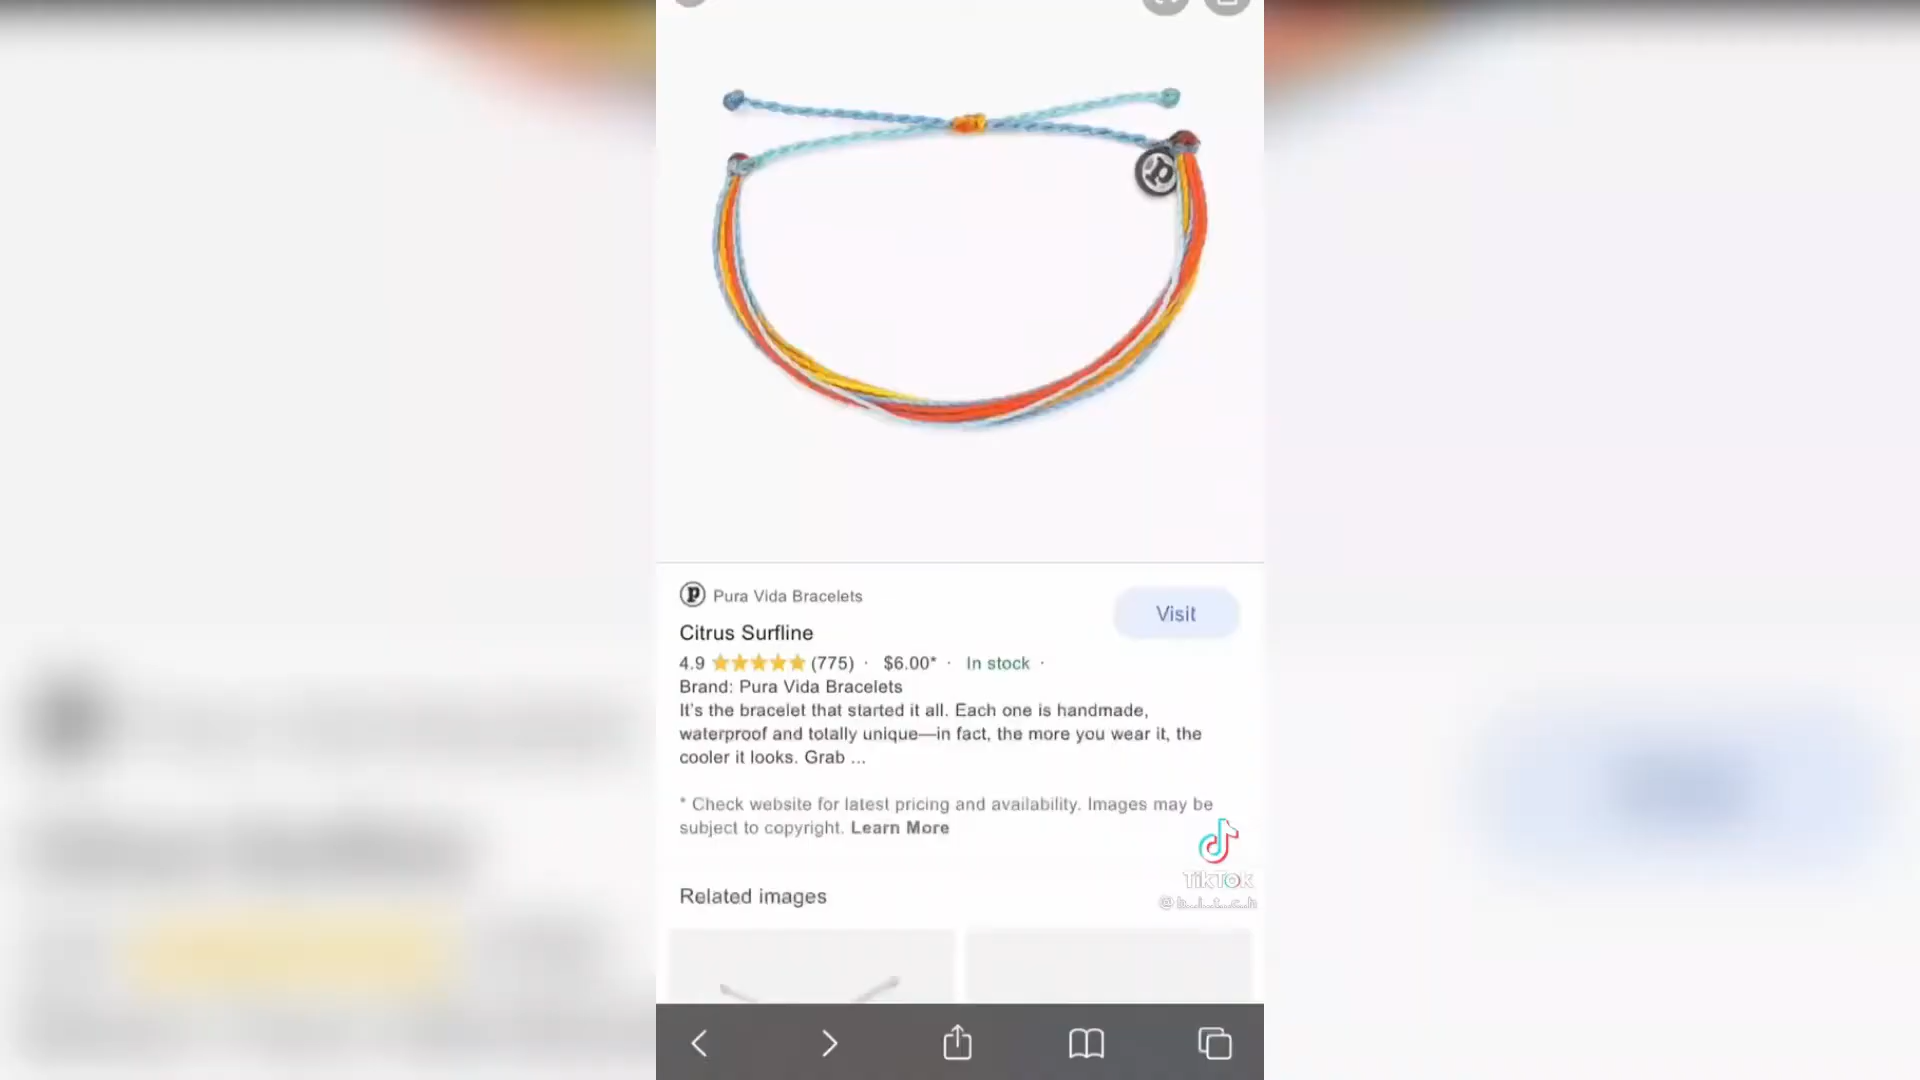 Pura Vida Bracelets
Visit
Citrus Surfline
4.9 (775) · $6.00* · In stock ·
Brand: Pura Vida Bracelets
It's the bracelet that started it all. Each one is handmade,
waterproof and totally unique—in fact, the more you wear it, the
cooler it looks. Grab ...
* Check website for latest pricing and availability. Images may be
subject to copyright. Learn More
TikTok
Related images